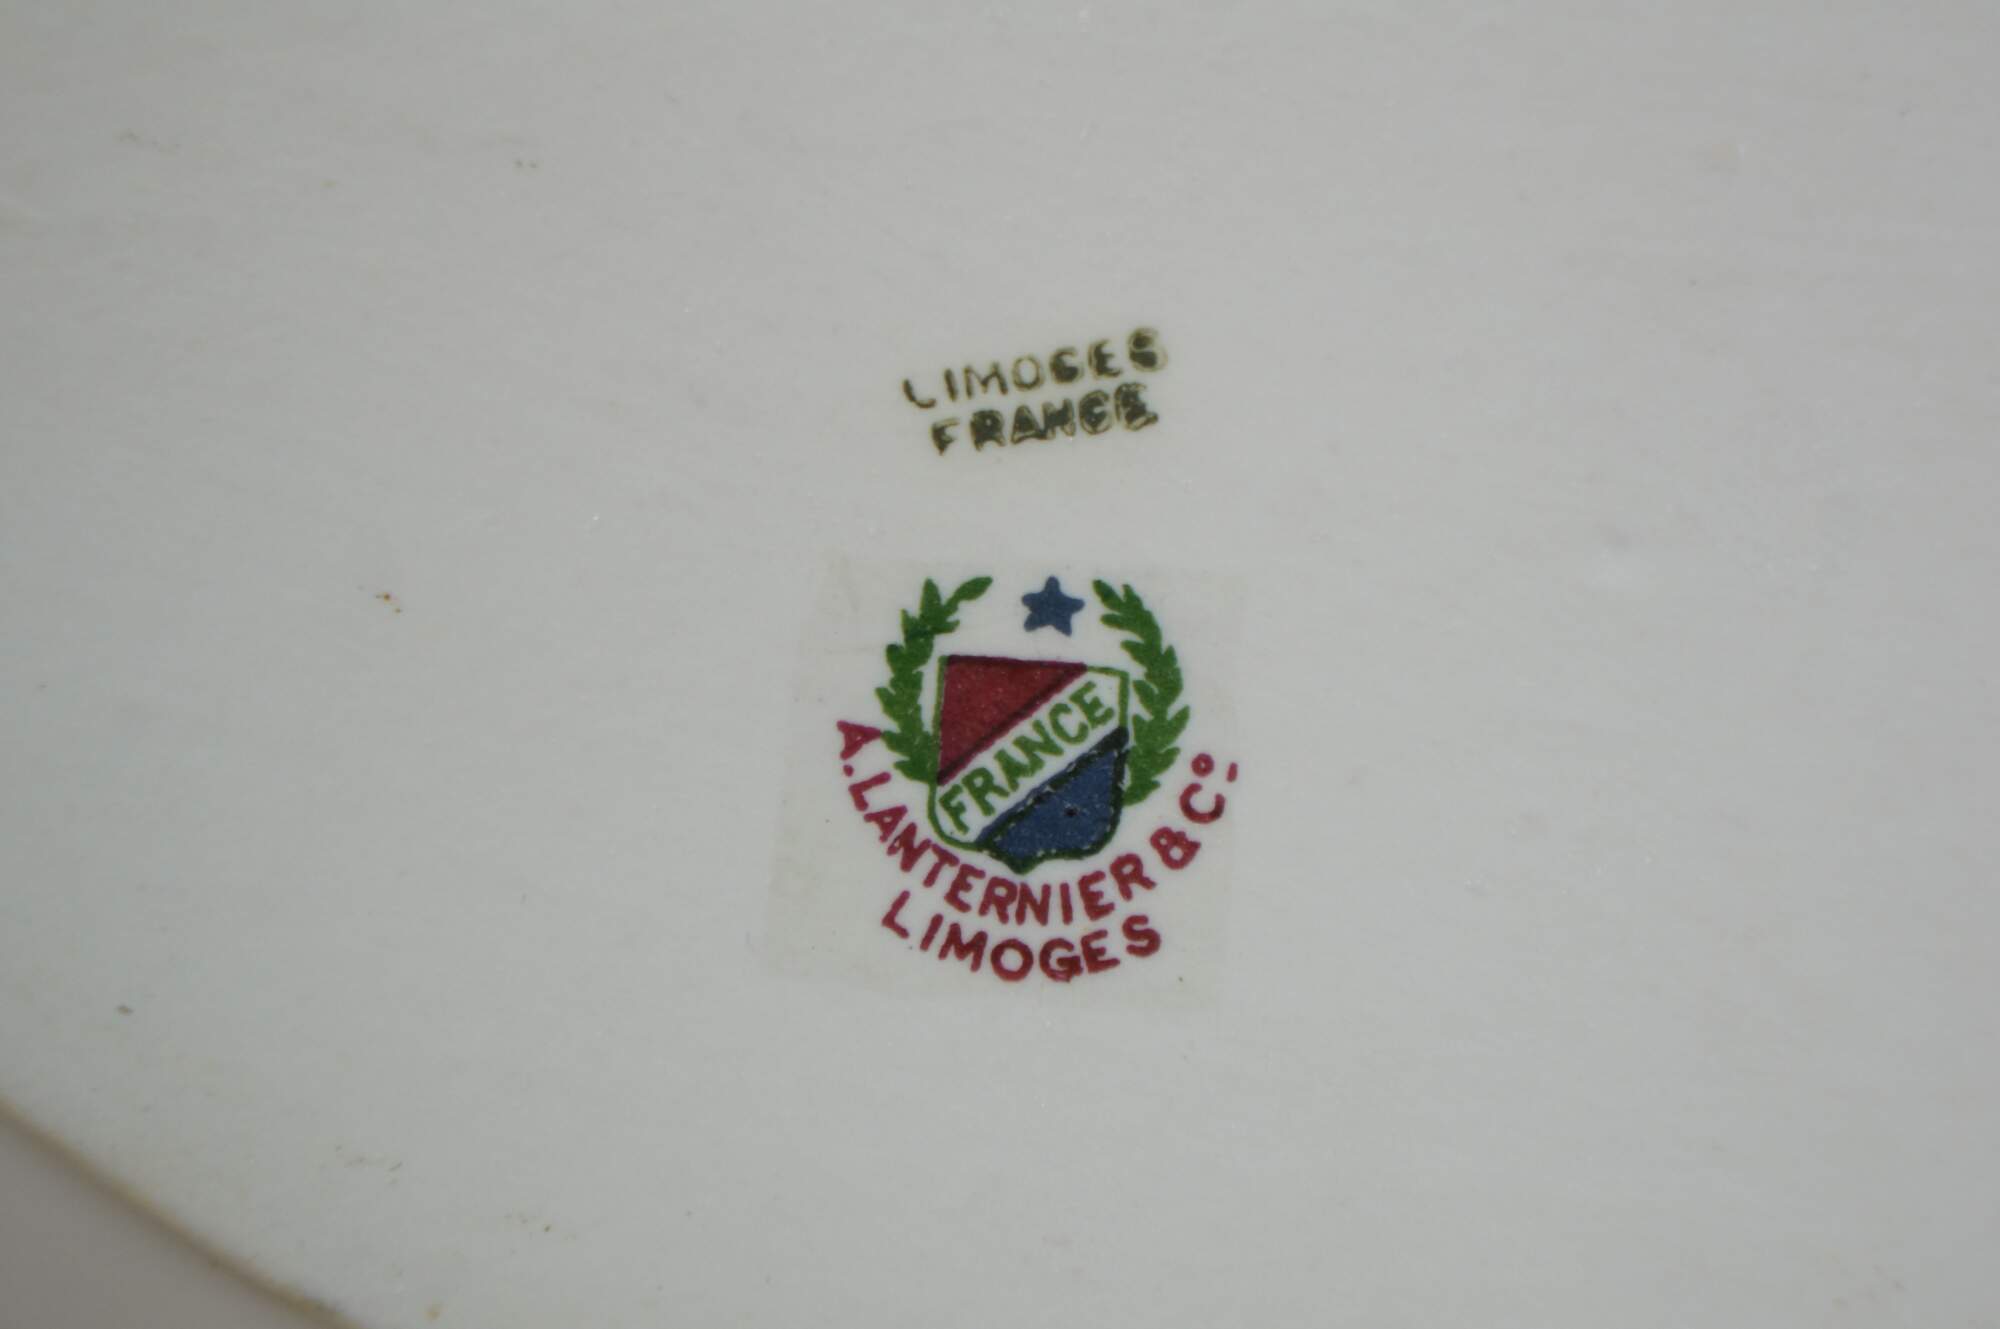 LIMOGES
FRANCE
FRANCE
A. LANTERNIER & Cº
LIMOGES